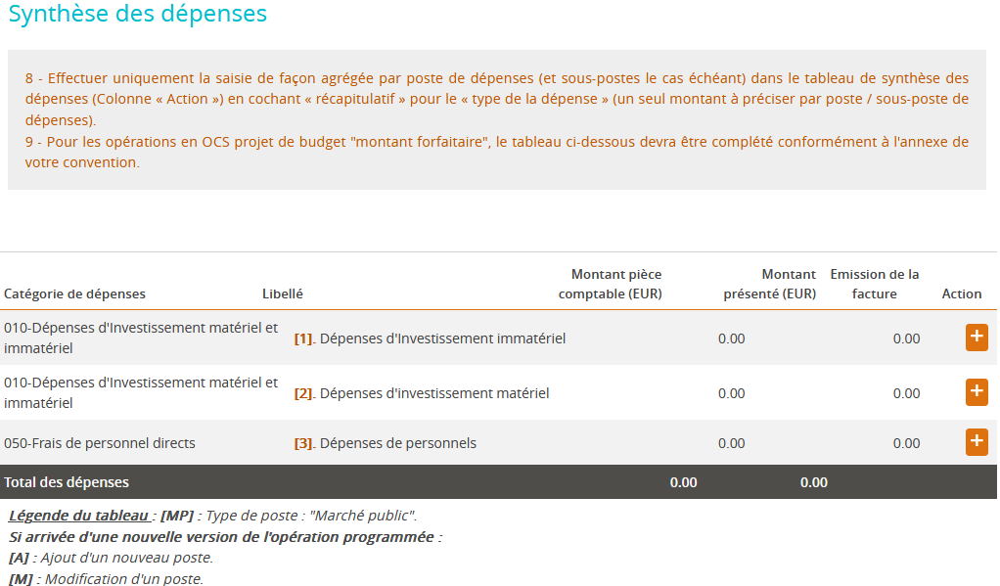 Synthèse des dépenses
8 - Effectuer uniquement la saisie de façon agrégée par poste de dépenses (et sous-postes le cas échéant) dans le tableau de synthèse des
dépenses (Colonne « Action ») en cochant « récapitulatif » pour le « type de la dépense » (un seul montant à préciser par poste / sous-poste de
dépenses).
9 - Pour les opérations en OCS projet de budget "montant forfaitaire", le tableau ci-dessous devra être complété conformément à l'annexe de
votre convention.
Catégorie de dépenses Libellé Montant pièce comptable (EUR) Montant présenté (EUR) Emission de la facture Action
010-Dépenses d'Investissement matériel et immatériel [1]. Dépenses d'Investissement immatériel 0.00 0.00 +
010-Dépenses d'Investissement matériel et immatériel [2]. Dépenses d'investissement matériel 0.00 0.00 +
050-Frais de personnel directs [3]. Dépenses de personnels 0.00 0.00 +
Total des dépenses 0.00 0.00
Légende du tableau : [MP] : Type de poste : "Marché public".
Si arrivée d'une nouvelle version de l'opération programmée :
[A] : Ajout d'un nouveau poste.
[M] : Modification d'un poste.